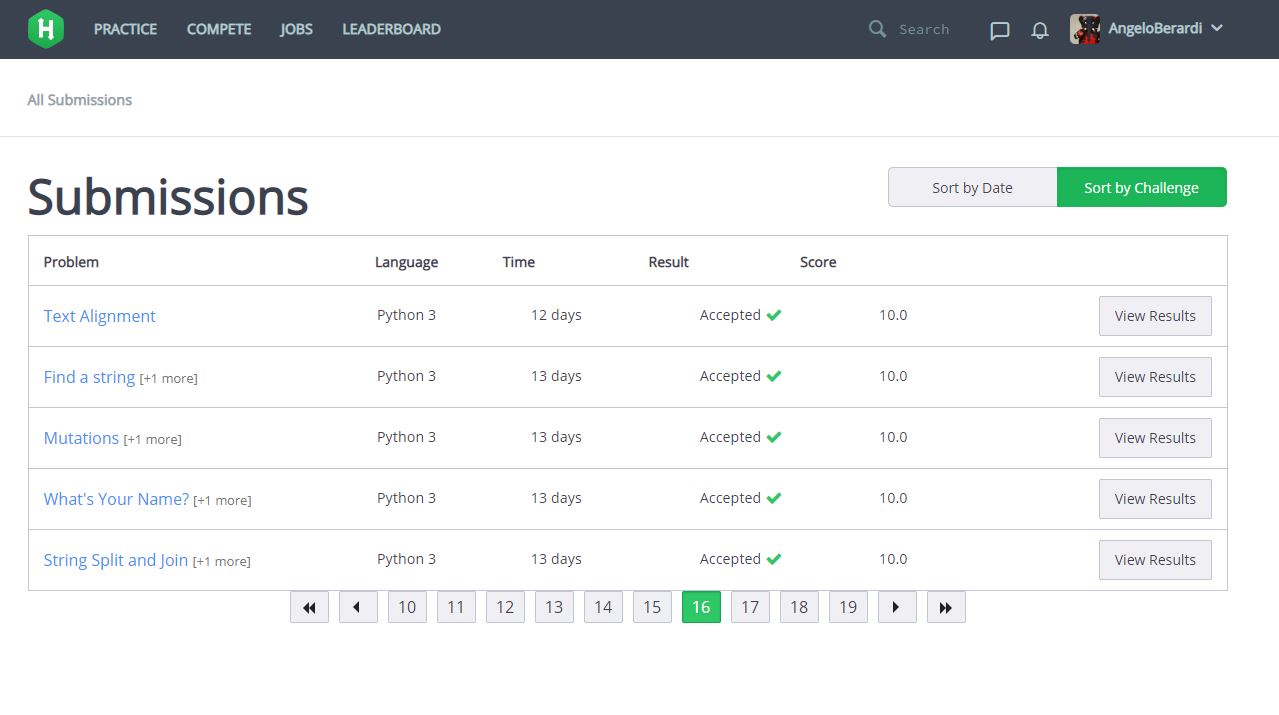 H PRACTICE COMPETE JOBS LEADERBOARD Search AngeloBerardi
All Submissions
Submissions
Sort by Date Sort by Challenge
Problem Language Time Result Score
Text Alignment Python 3 12 days Accepted 10.0 View Results
Find a string [+1 more] Python 3 13 days Accepted 10.0 View Results
Mutations [+1 more] Python 3 13 days Accepted 10.0 View Results
What's Your Name? [+1 more] Python 3 13 days Accepted 10.0 View Results
String Split and Join [+1 more] Python 3 13 days Accepted 10.0 View Results
10 11 12 13 14 15 16 17 18 19